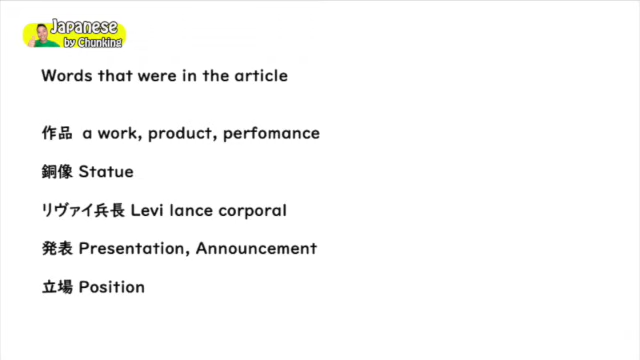 Japanese
by Chunking
Words that were in the article
作品 a work, product, perfomance
銅像 Statue
リヴァイ兵長 Levi lance corporal
発表 Presentation, Announcement
立場 Position